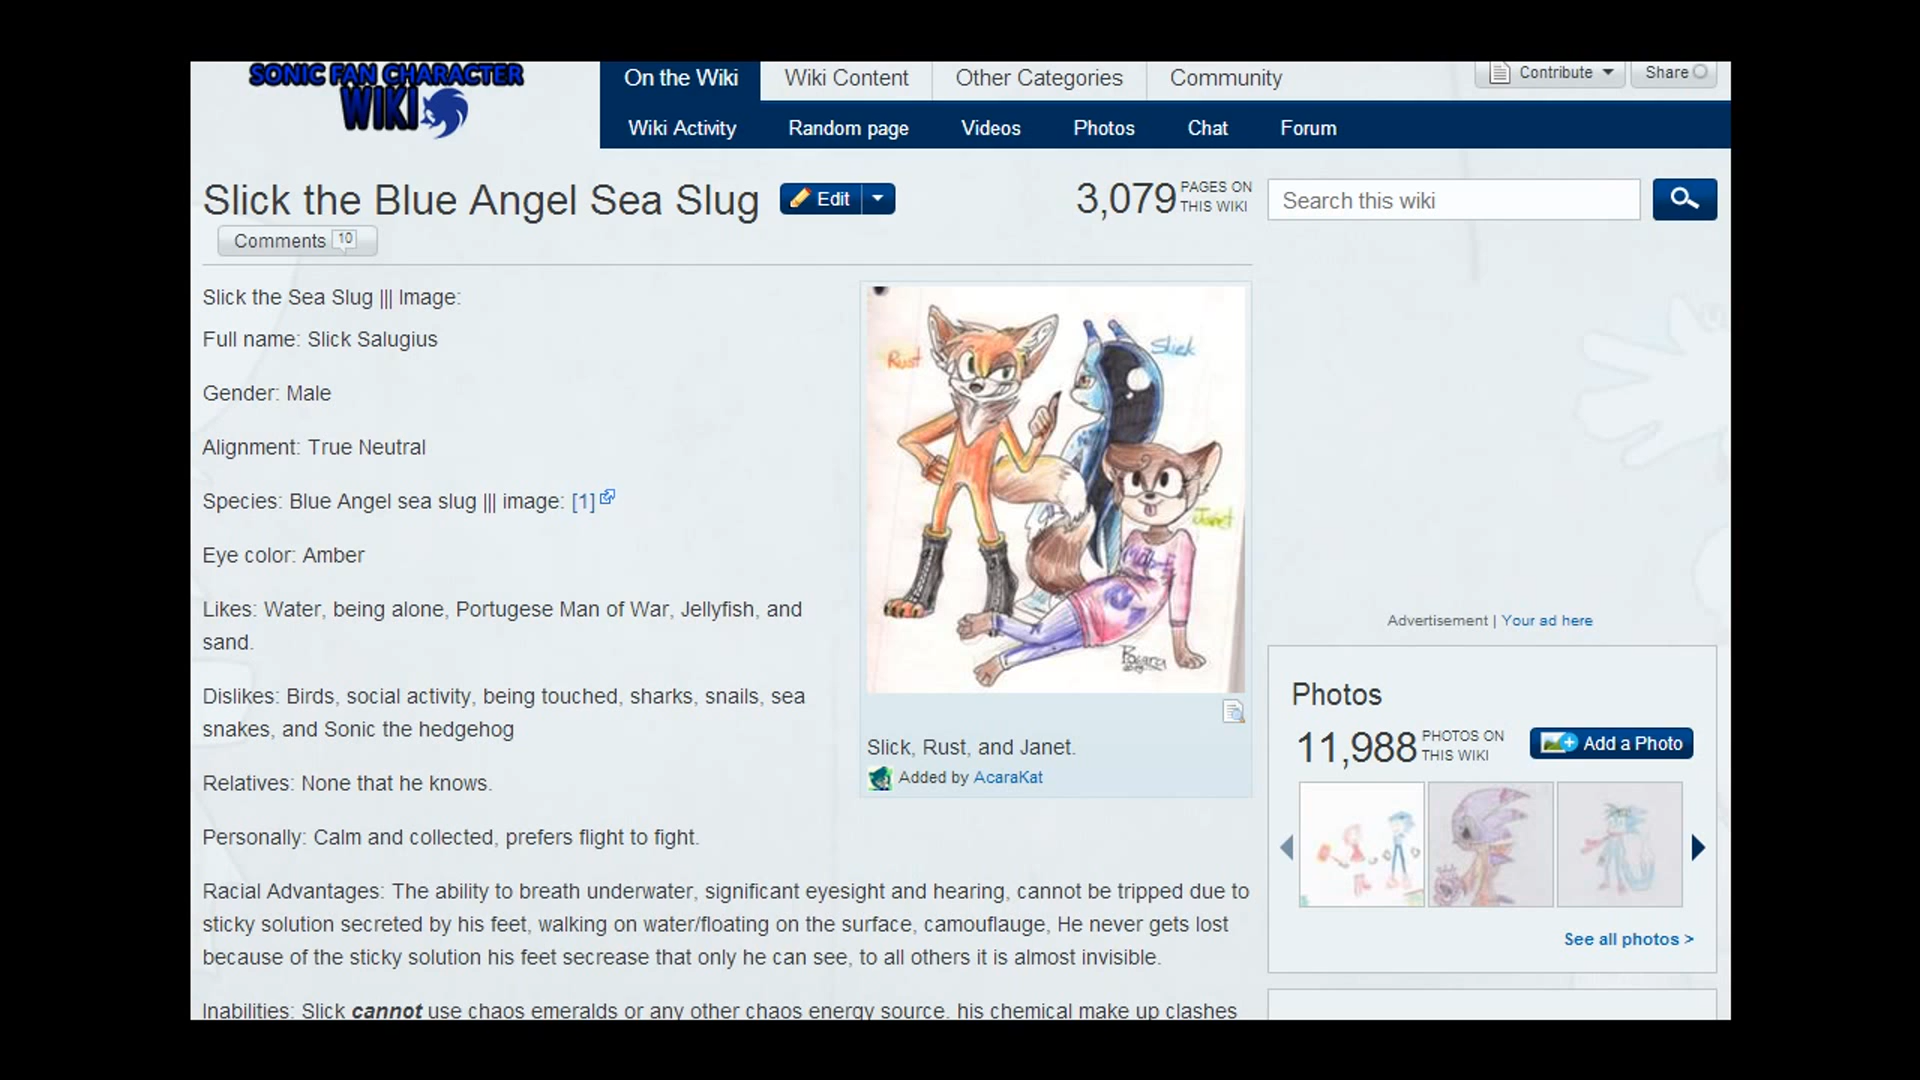 SONIC FAN CHARACTER
WIKI
On the Wiki
Wiki Content
Other Categories
Community
Contribute
Share
Wiki Activity
Random page
Videos
Photos
Chat
Forum
Slick the Blue Angel Sea Slug
Edit
3,079
PAGES ON
THIS WIKI
Search this wiki
Comments 10
Slick the Sea Slug ||| Image:
Full name: Slick Salugius
Gender: Male
Alignment: True Neutral
Species: Blue Angel sea slug ||| image: [1]
Eye color: Amber
Likes: Water, being alone, Portugese Man of War, Jellyfish, and
sand.
Dislikes: Birds, social activity, being touched, sharks, snails, sea
snakes, and Sonic the hedgehog
Relatives: None that he knows.
Personally: Calm and collected, prefers flight to fight.
Racial Advantages: The ability to breath underwater, significant eyesight and hearing, cannot be tripped due to
sticky solution secreted by his feet, walking on water/floating on the surface, camouflauge, He never gets lost
because of the sticky solution his feet secrease that only he can see, to all others it is almost invisible.
Inabilities: Slick cannot use chaos emeralds or any other chaos energy source. his chemical make up clashes
Rust
Slick
Janet
Slick, Rust, and Janet.
Added by AcaraKat
Advertisement | Your ad here
Photos
11,988
PHOTOS ON
THIS WIKI
Add a Photo
See all photos >